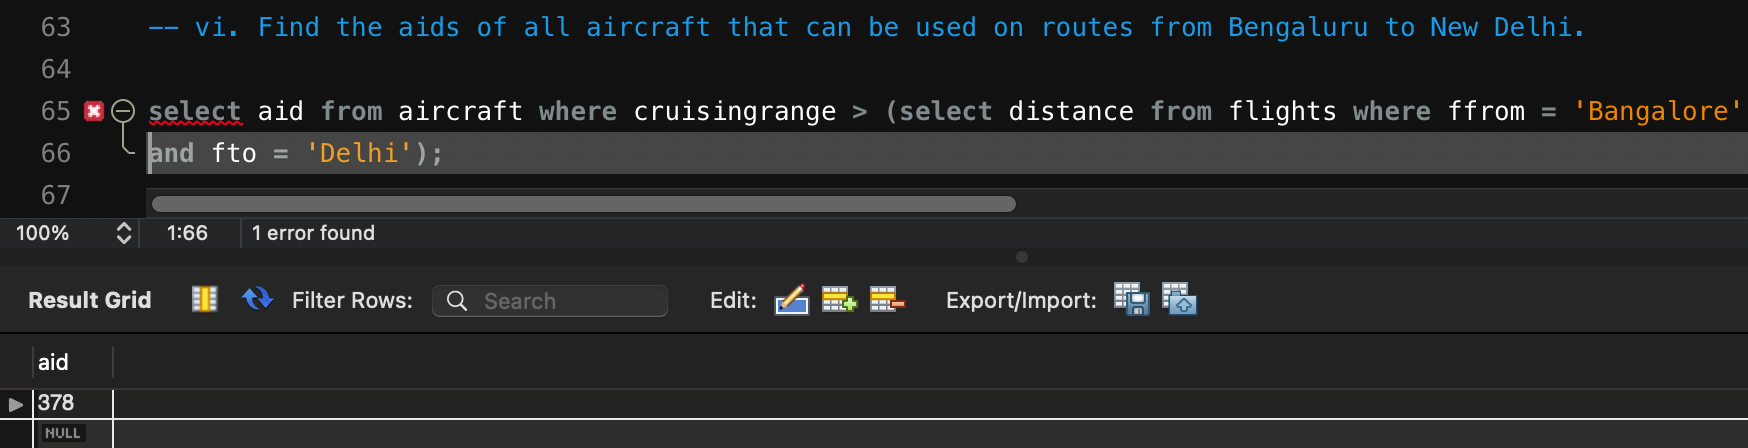 63 -- vi. Find the aids of all aircraft that can be used on routes from Bengaluru to New Delhi.
64
65 select aid from aircraft where cruisingrange > (select distance from flights where ffrom = 'Bangalore'
66 and fto = 'Delhi');
67
100% 1:66 1 error found
Result Grid Filter Rows: Search Edit: Export/Import:
aid
378
NULL